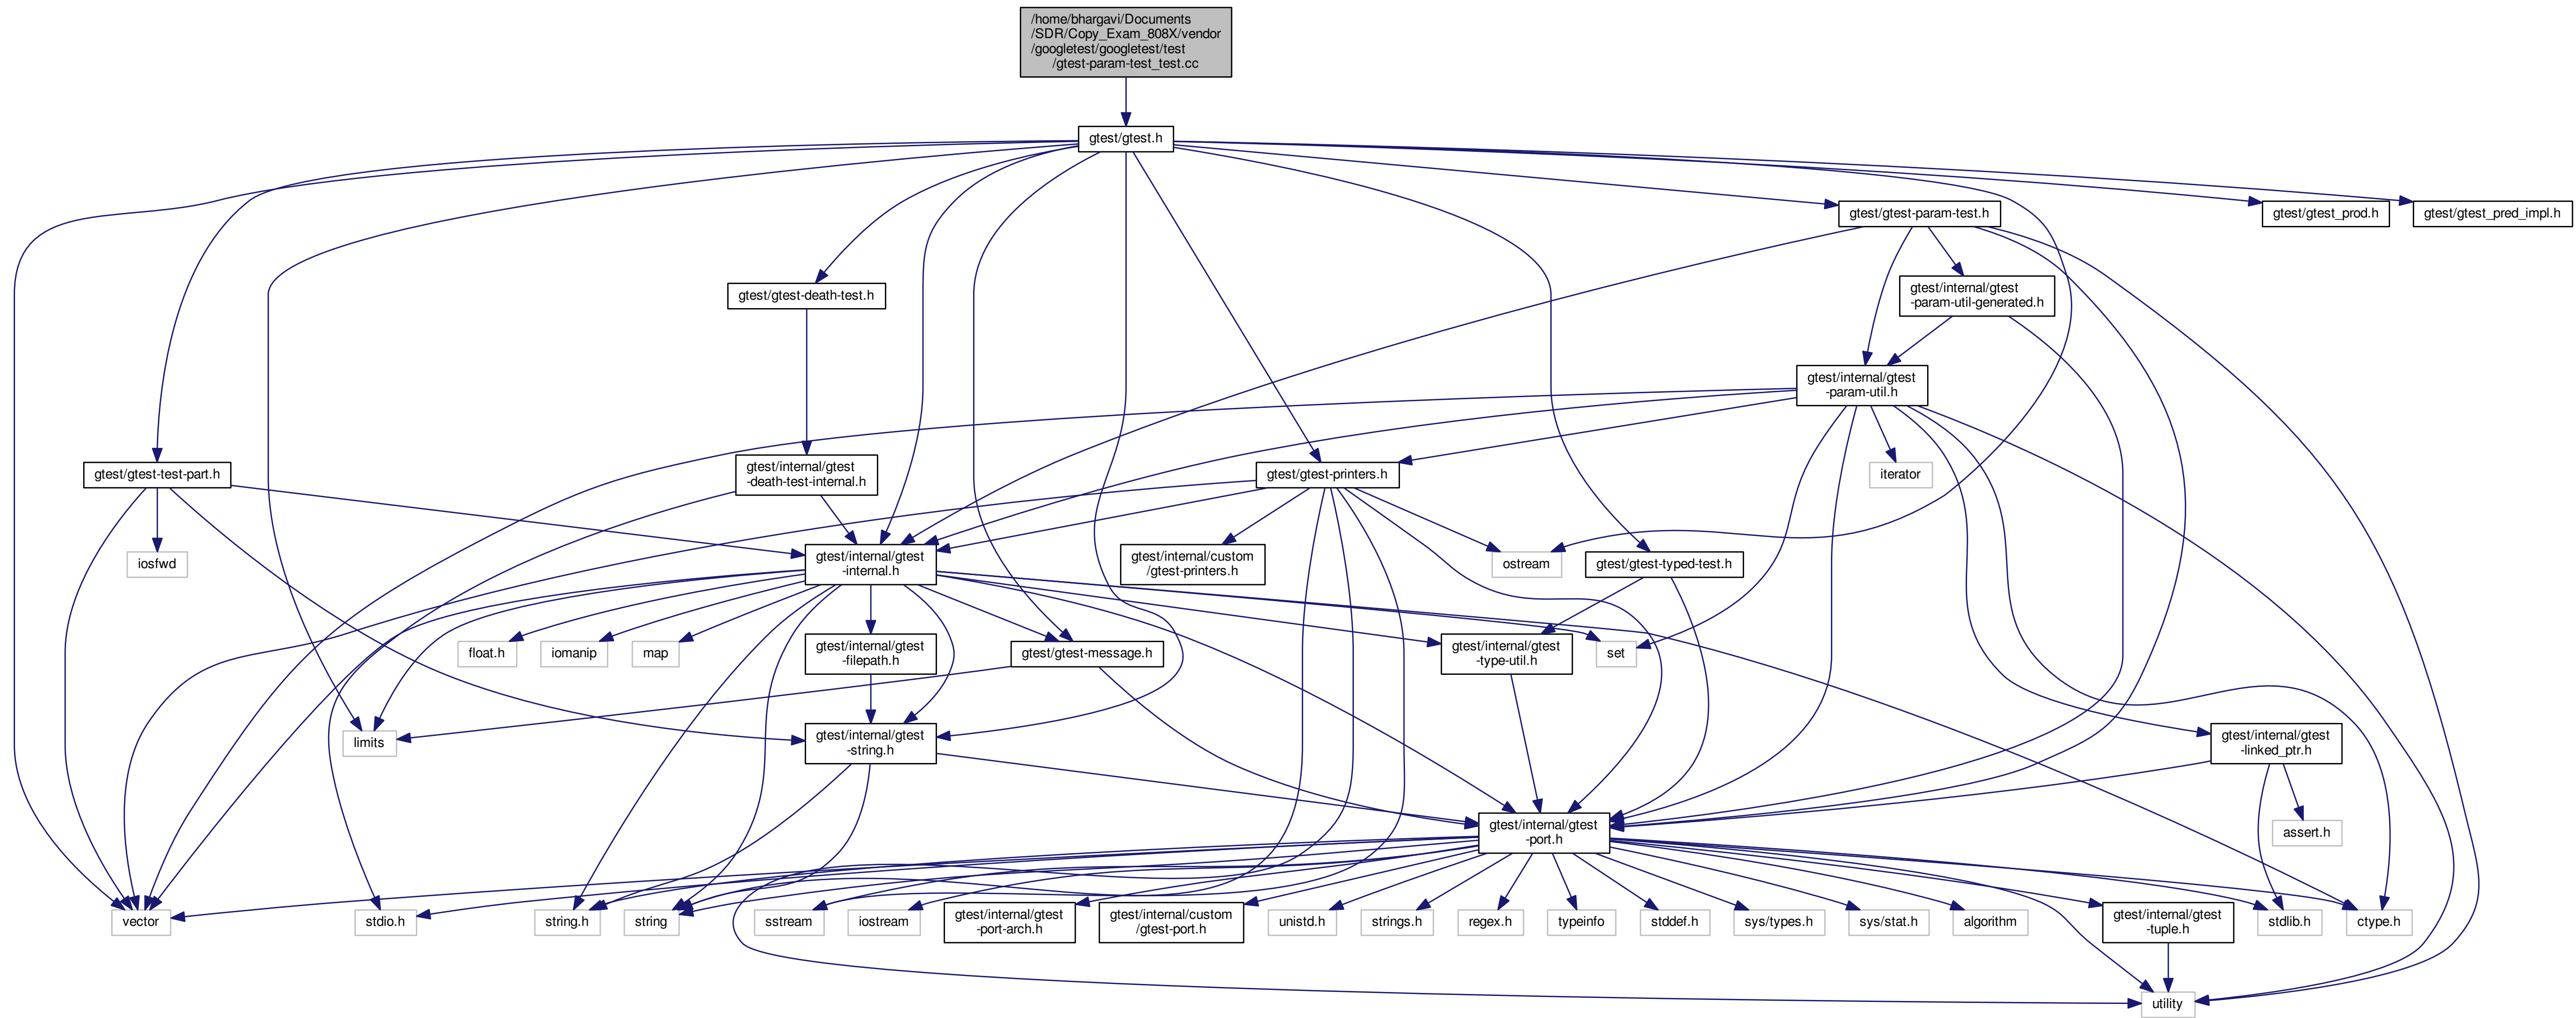 /home/bhargavi/Documents
/SDR/Copy_Exam_808X/vendor
/googletest/googletest/test
/gtest-param-test_test.cc
gtest/gtest.h
gtest/gtest-param-test.h
gtest/gtest_prod.h
gtest/gtest_pred_impl.h
gtest/gtest-death-test.h
gtest/internal/gtest
-param-util-generated.h
gtest/internal/gtest
-param-util.h
gtest/gtest-test-part.h
gtest/internal/gtest
-death-test-internal.h
gtest/gtest-printers.h
iterator
iosfwd
gtest/internal/gtest
-internal.h
gtest/internal/custom
/gtest-printers.h
ostream
gtest/gtest-typed-test.h
float.h
iomanip
map
gtest/internal/gtest
-filepath.h
gtest/gtest-message.h
gtest/internal/gtest
-type-util.h
set
limits
gtest/internal/gtest
-string.h
gtest/internal/gtest
-linked_ptr.h
gtest/internal/gtest
-port.h
assert.h
vector
stdio.h
string.h
string
sstream
iostream
gtest/internal/gtest
-port-arch.h
gtest/internal/custom
/gtest-port.h
unistd.h
strings.h
regex.h
typeinfo
stddef.h
sys/types.h
sys/stat.h
algorithm
gtest/internal/gtest
-tuple.h
stdlib.h
ctype.h
utility